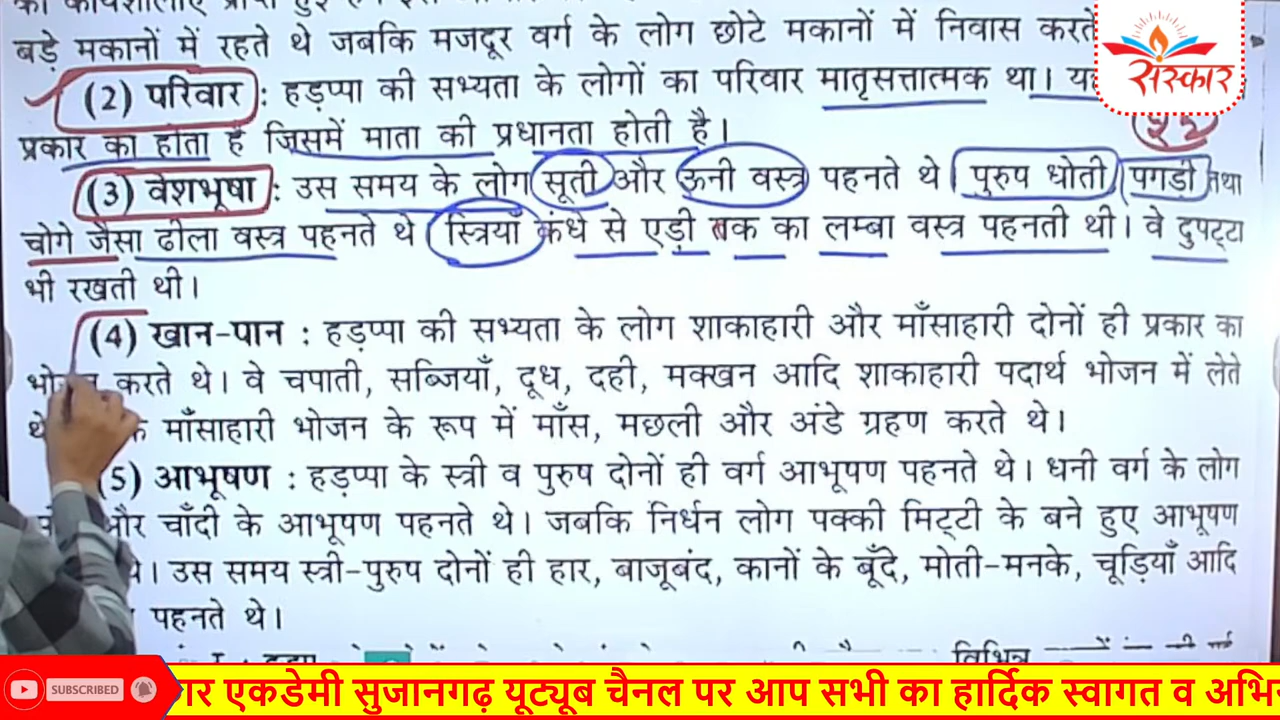 बड़े मकानों में रहते थे जबकि मजदूर वर्ग के लोग छोटे मकानों में निवास करते
संस्कार
(2) परिवार : हड़प्पा की सभ्यता के लोगों का परिवार मातृसत्तात्मक था। यह
प्रकार का होता है जिसमें माता की प्रधानता होती है।
(3) वेशभूषा : उस समय के लोग सूती और ऊनी वस्त्र पहनते थे पुरुष धोती, पगडी तथा
चोगे जैसा ढीला वस्त्र पहनते थे स्त्रियाँ कंधे से एड़ी तक का लम्बा वस्त्र पहनती थी। वे दुपट्टा
भी रखती थी।
(4) खान-पान : हड़प्पा की सभ्यता के लोग शाकाहारी और माँसाहारी दोनों ही प्रकार का
भोजन करते थे। वे चपाती, सब्जियाँ, दूध, दही, मक्खन आदि शाकाहारी पदार्थ भोजन में लेते
माँसाहारी भोजन के रूप में माँस, मछली और अंडे ग्रहण करते थे।
(5) आभूषण : हड़प्पा के स्त्री व पुरुष दोनों ही वर्ग आभूषण पहनते थे। धनी वर्ग के लोग
और चाँदी के आभूषण पहनते थे। जबकि निर्धन लोग पक्की मिट्टी के बने हुए आभूषण
थे। उस समय स्त्री-पुरुष दोनों ही हार, बाजूबंद, कानों के बूँदे, मोती-मनके, चूड़ियाँ आदि
पहनते थे।
विभिन्न
SUBSCRIBED
एकडेमी सुजानगढ़ यूट्यूब चैनल पर आप सभी का हार्दिक स्वागत व